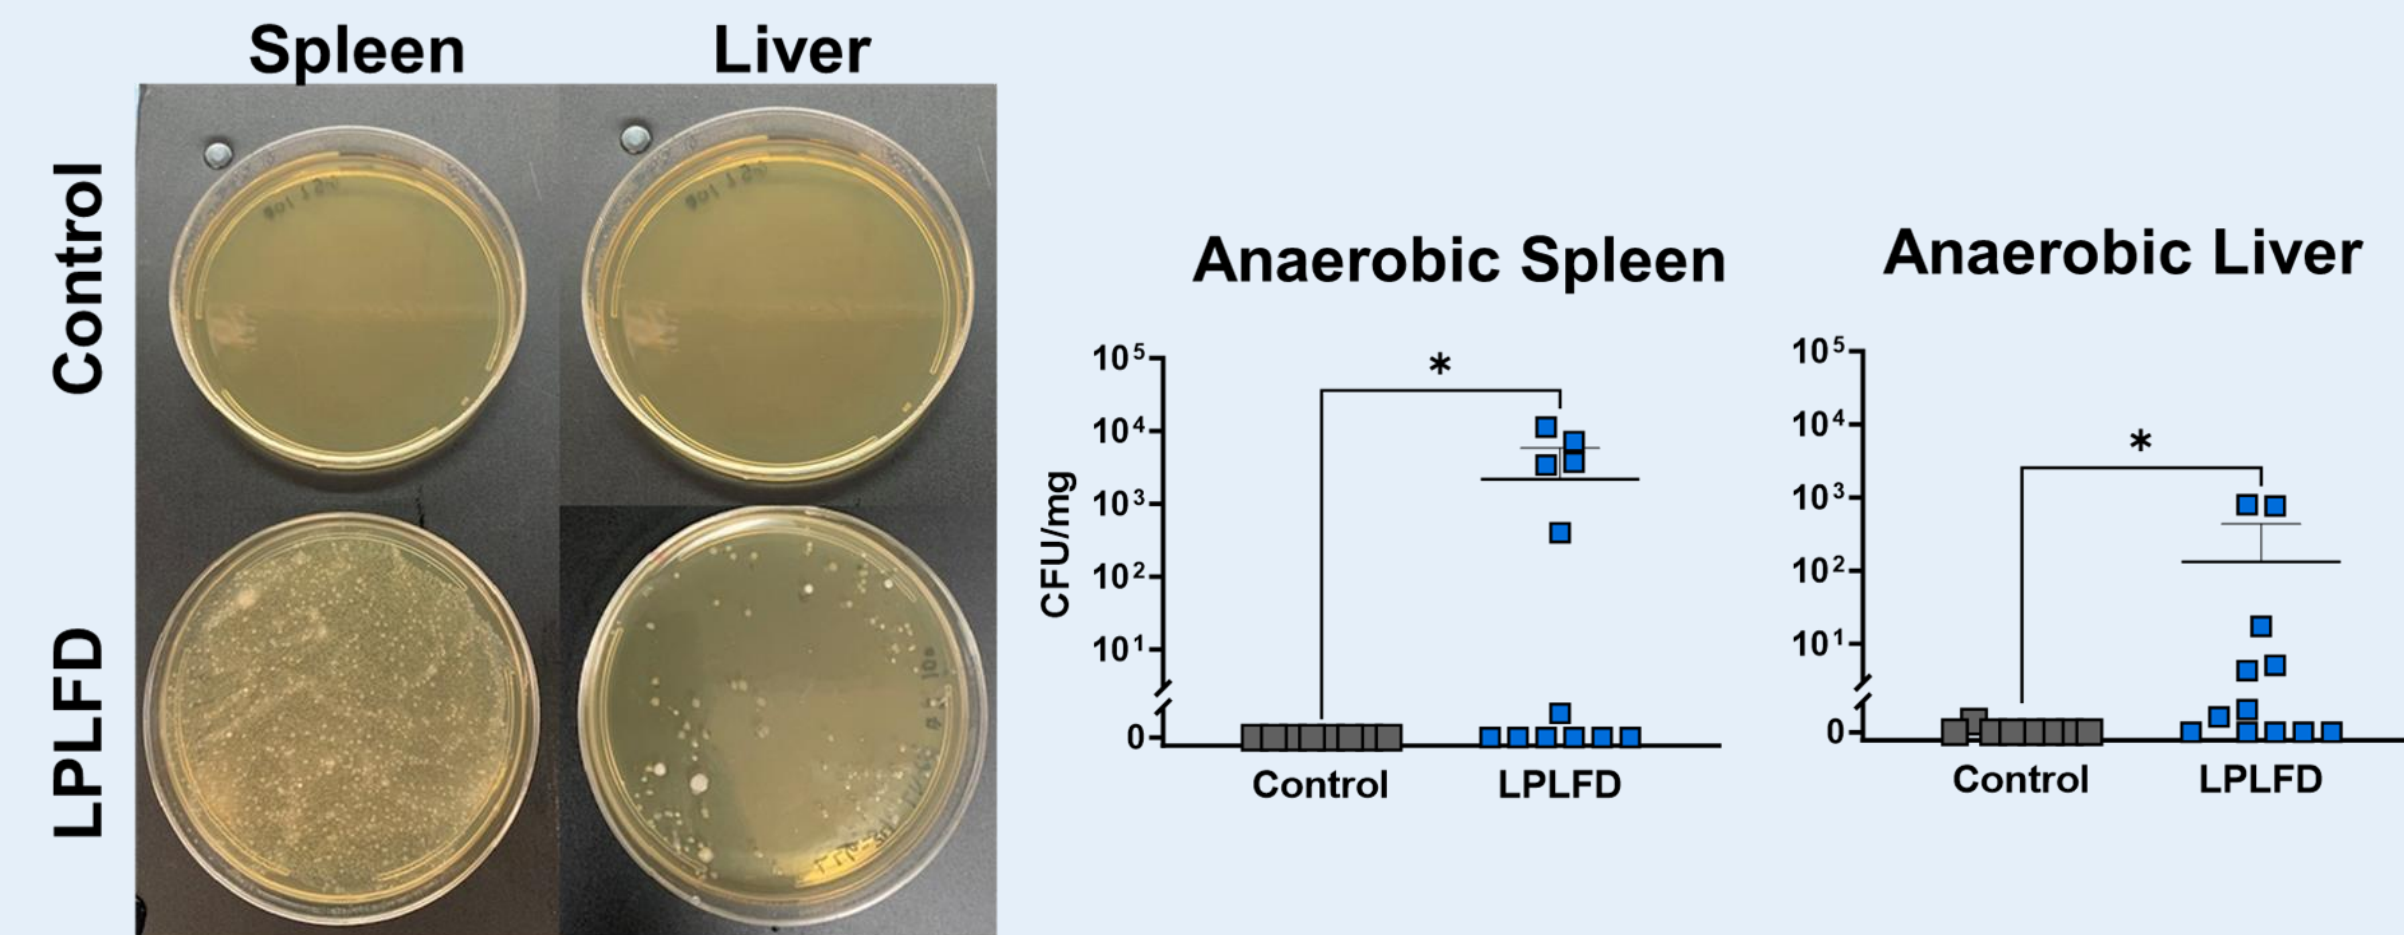 Spleen
Liver
Control
LPLFD
Anaerobic Spleen
CFU/mg
10⁵
10⁴
10³
10²
10¹
0
*
Control
LPLFD
Anaerobic Liver
10⁵
10⁴
10³
10²
10¹
0
*
Control
LPLFD